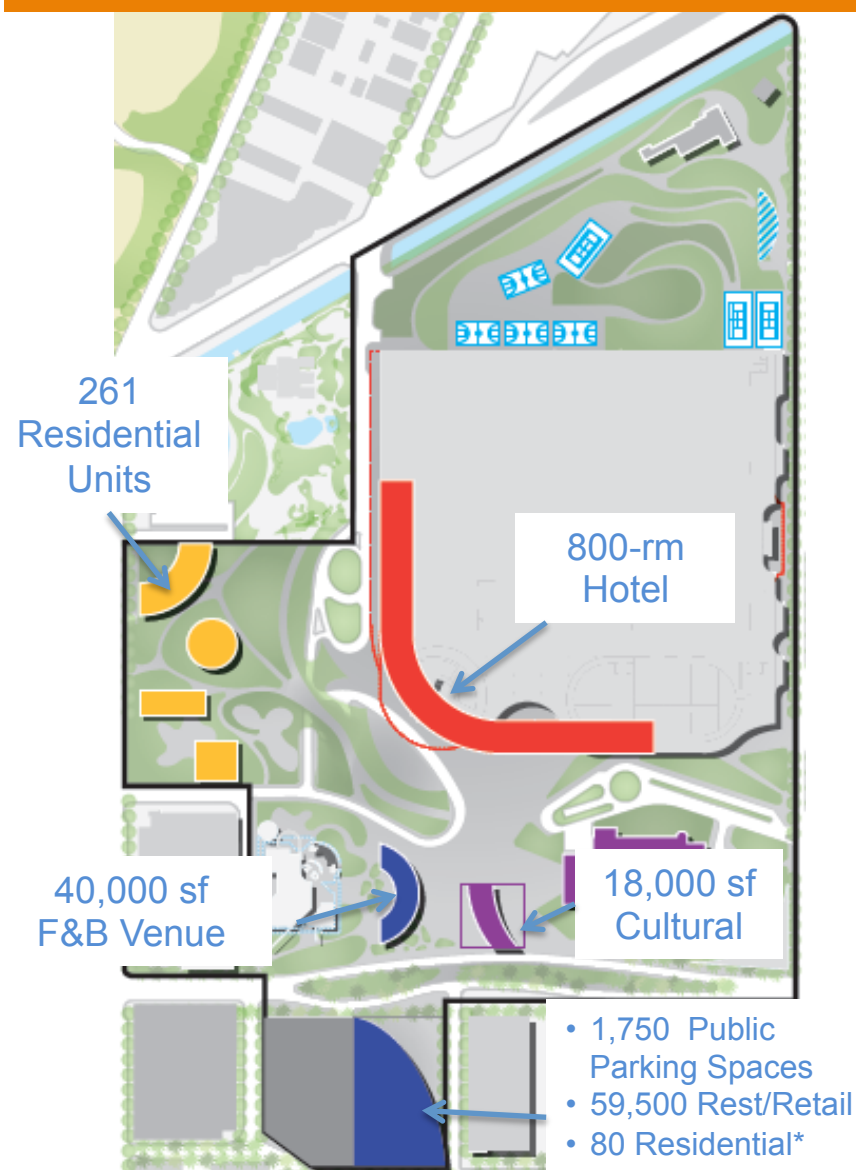 261
Residential
Units
800-rm
Hotel
40,000 sf
F&B Venue
18,000 sf
Cultural
• 1,750 Public
Parking Spaces
• 59,500 Rest/Retail
• 80 Residential*